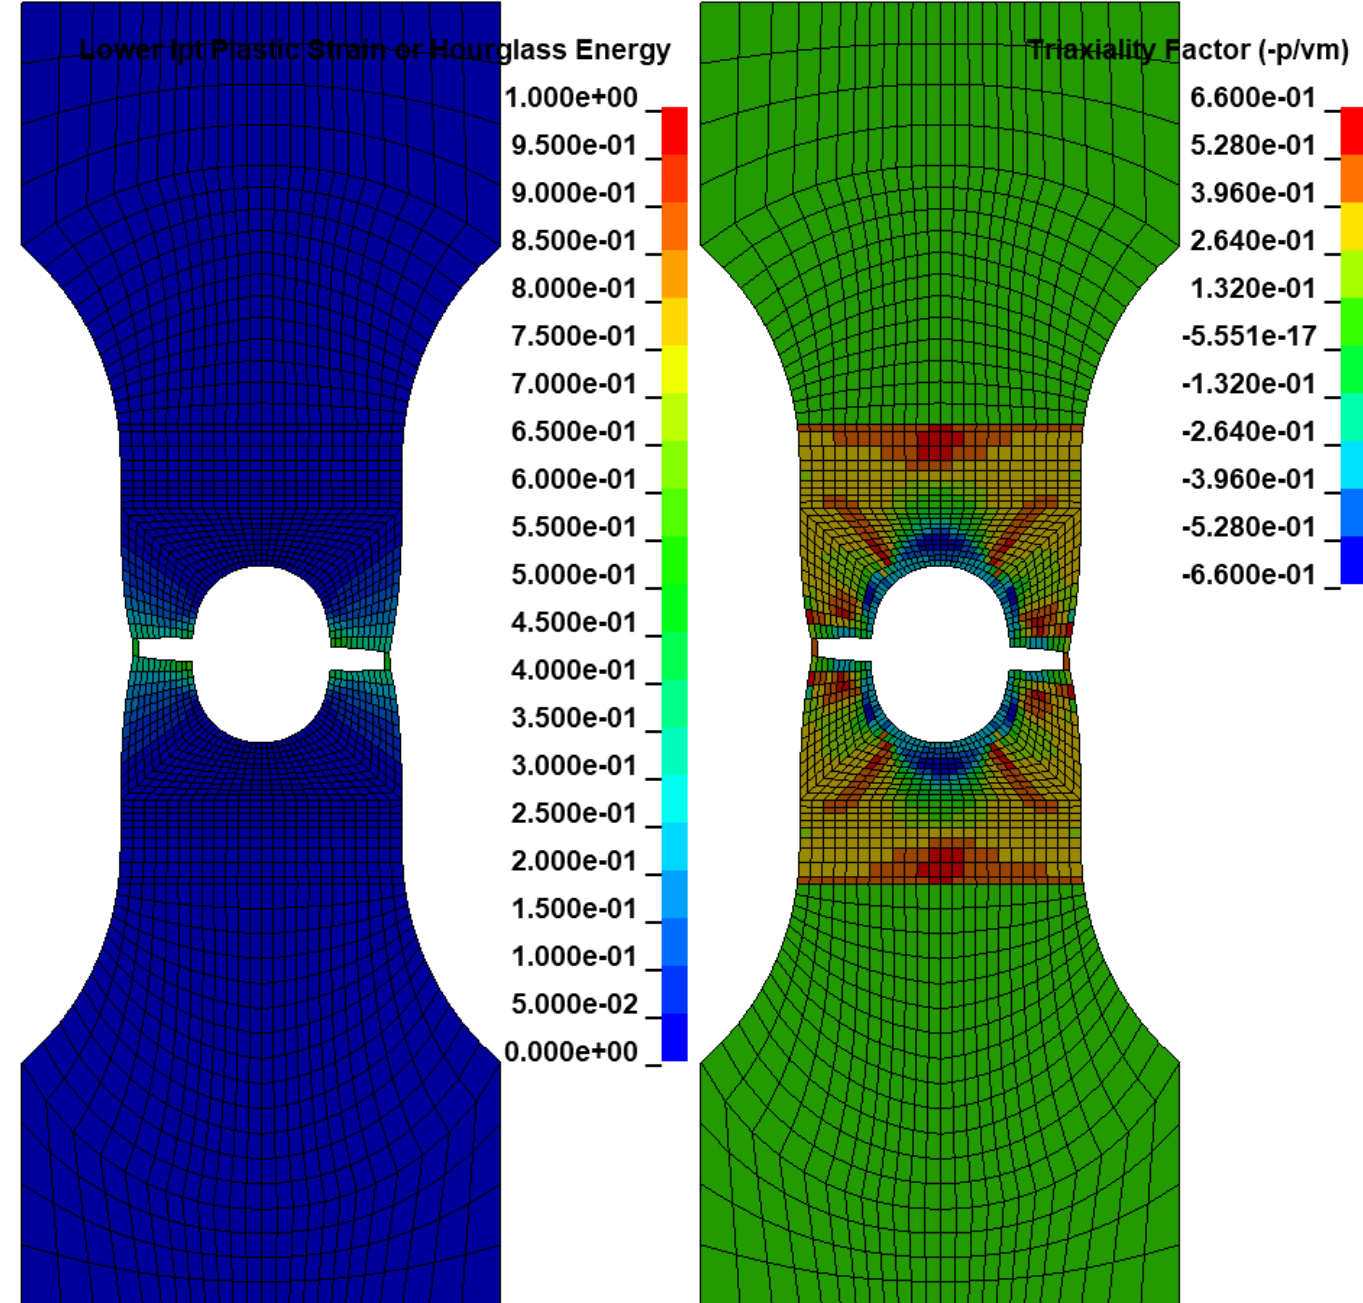 Lower Ipt Plastic Strain or Hourglass Energy
1.000e+00
9.500e-01
9.000e-01
8.500e-01
8.000e-01
7.500e-01
7.000e-01
6.500e-01
6.000e-01
5.500e-01
5.000e-01
4.500e-01
4.000e-01
3.500e-01
3.000e-01
2.500e-01
2.000e-01
1.500e-01
1.000e-01
5.000e-02
0.000e+00
Triaxiality Factor (-p/vm)
6.600e-01
5.280e-01
3.960e-01
2.640e-01
1.320e-01
-5.551e-17
-1.320e-01
-2.640e-01
-3.960e-01
-5.280e-01
-6.600e-01